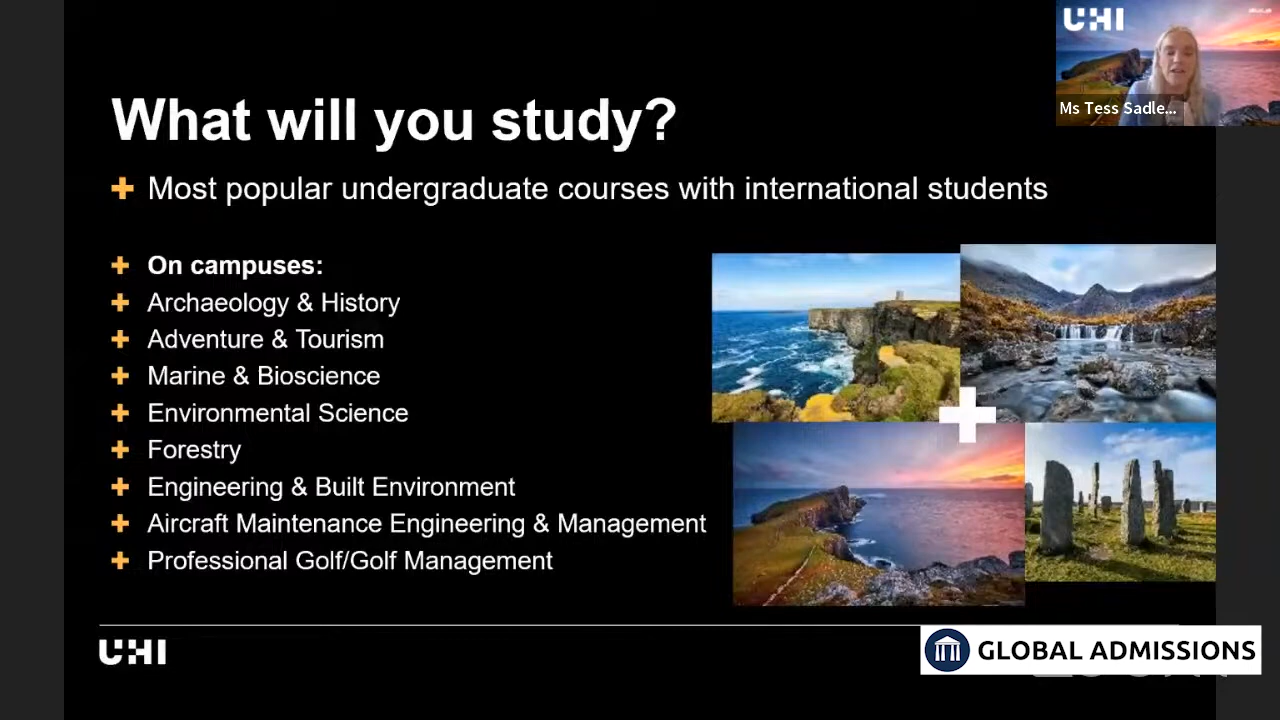 UHI
Ms Tess Sadle...
What will you study?
Most popular undergraduate courses with international students
On campuses:
Archaeology & History
Adventure & Tourism
Marine & Bioscience
Environmental Science
Forestry
Engineering & Built Environment
Aircraft Maintenance Engineering & Management
Professional Golf/Golf Management
UHI
GLOBAL ADMISSIONS